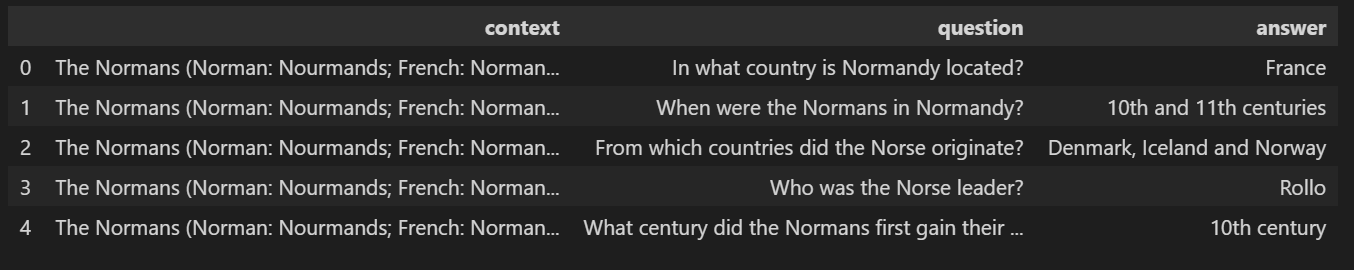 context question answer
0 The Normans (Norman: Nourmands; French: Norman... In what country is Normandy located? France
1 The Normans (Norman: Nourmands; French: Norman... When were the Normans in Normandy? 10th and 11th centuries
2 The Normans (Norman: Nourmands; French: Norman... From which countries did the Norse originate? Denmark, Iceland and Norway
3 The Normans (Norman: Nourmands; French: Norman... Who was the Norse leader? Rollo
4 The Normans (Norman: Nourmands; French: Norman... What century did the Normans first gain their ... 10th century